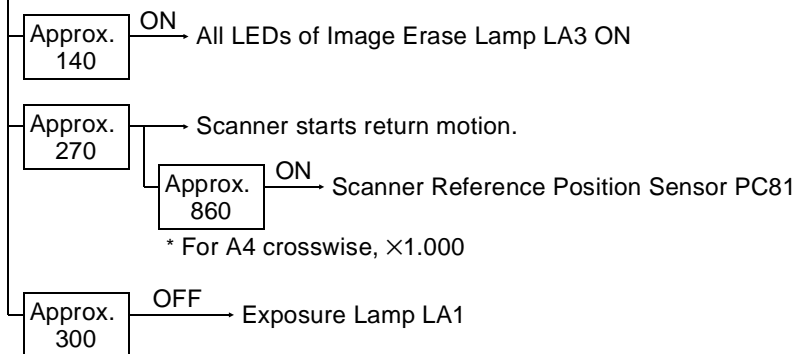 Approx.
140
ON
All LEDs of Image Erase Lamp LA3 ON
Approx.
270
Scanner starts return motion.
Approx.
860
ON
Scanner Reference Position Sensor PC81
* For A4 crosswise, ×1.000
Approx.
300
OFF
Exposure Lamp LA1